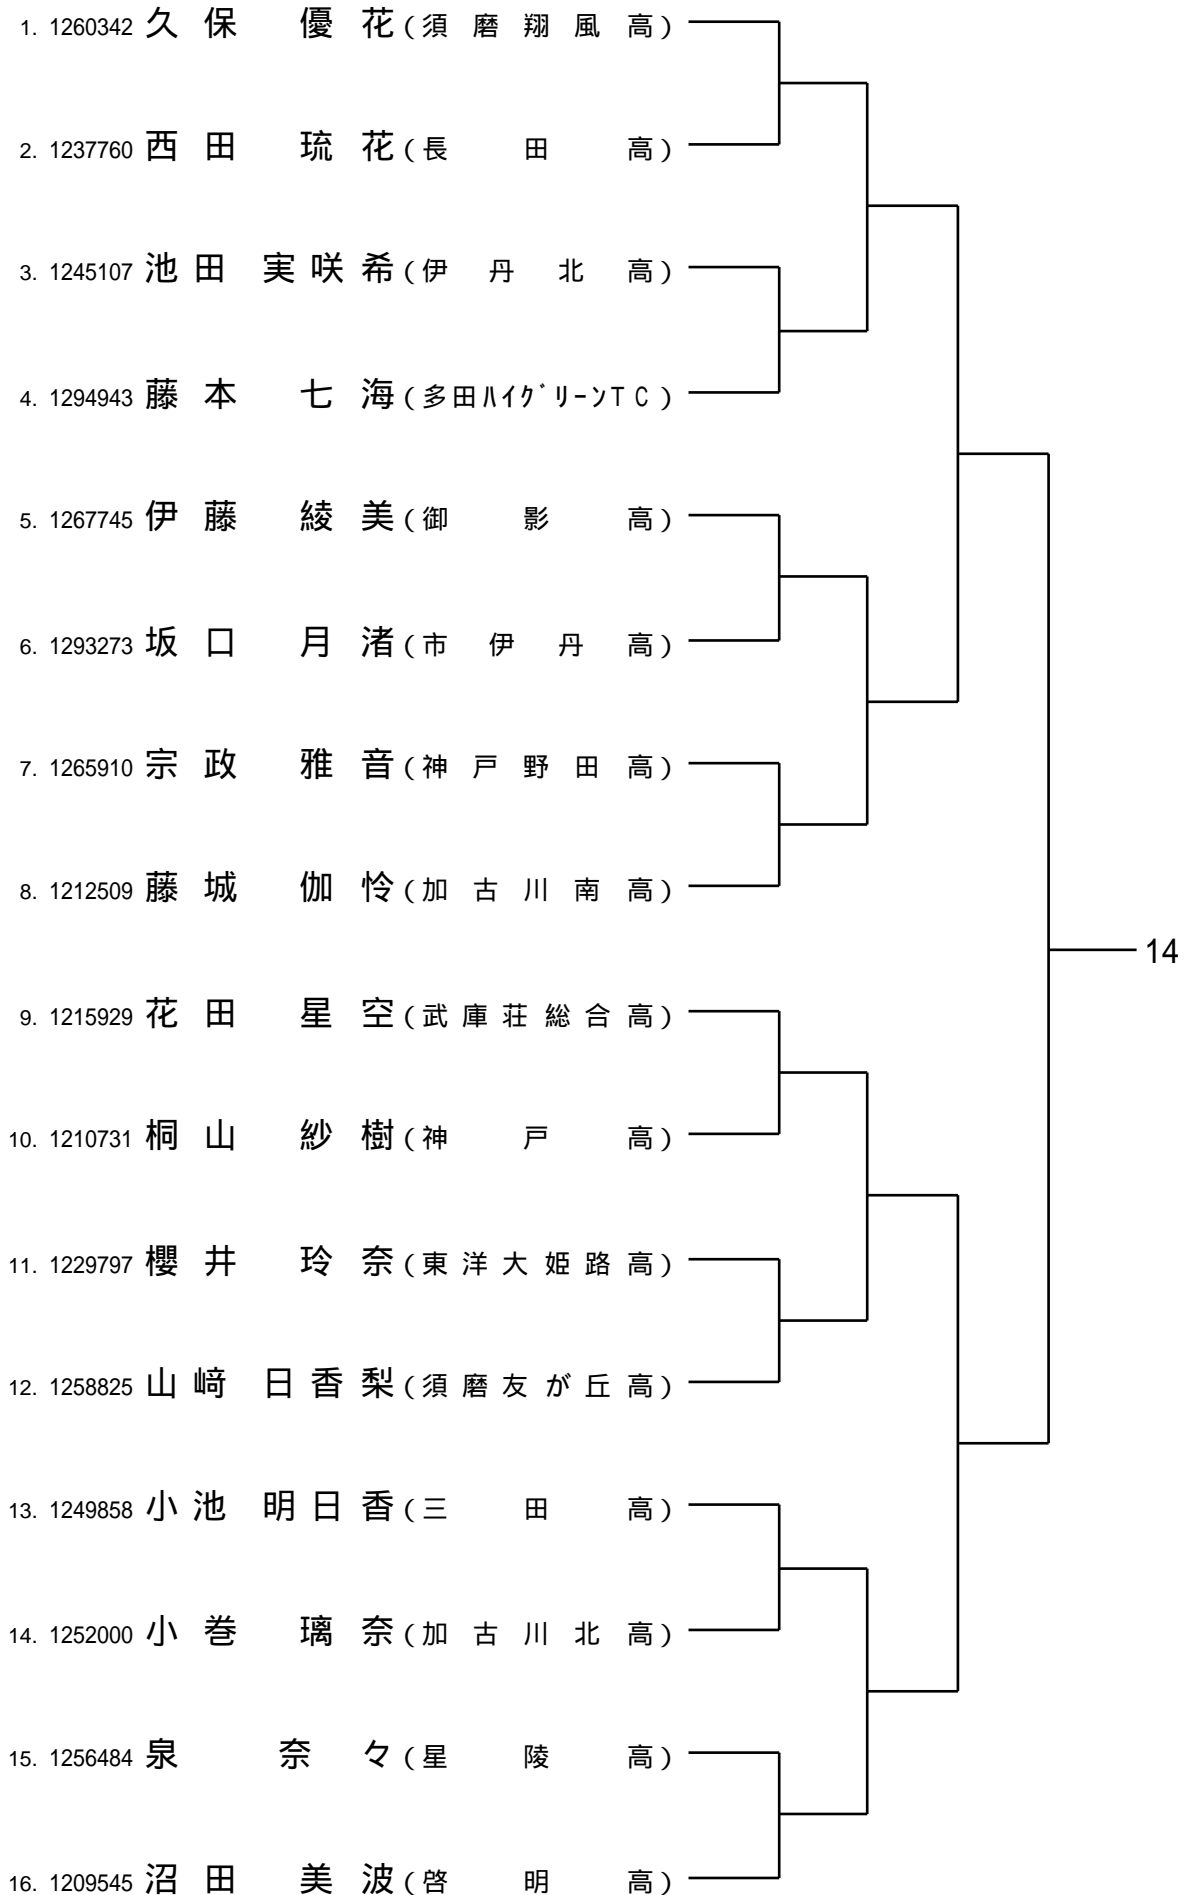 1. 1260342 久保 優花(須磨翔風高)
2. 1237760 西田 琉花(長田高)
3. 1245107 池田 実咲希(伊丹北高)
4. 1294943 藤本 七海(多田ﾊｲｸﾞﾘｰﾝTC)
5. 1267745 伊藤 綾美(御影高)
6. 1293273 坂口 月渚(市伊丹高)
7. 1265910 宗政 雅音(神戸野田高)
8. 1212509 藤城 伽怜(加古川南高)
14
9. 1215929 花田 星空(武庫荘総合高)
10. 1210731 桐山 紗樹(神戸高)
11. 1229797 櫻井 玲奈(東洋大姫路高)
12. 1258825 山﨑 日香梨(須磨友が丘高)
13. 1249858 小池 明日香(三田高)
14. 1252000 小巻 璃奈(加古川北高)
15. 1256484 泉 奈々(星陵高)
16. 1209545 沼田 美波(啓明高)